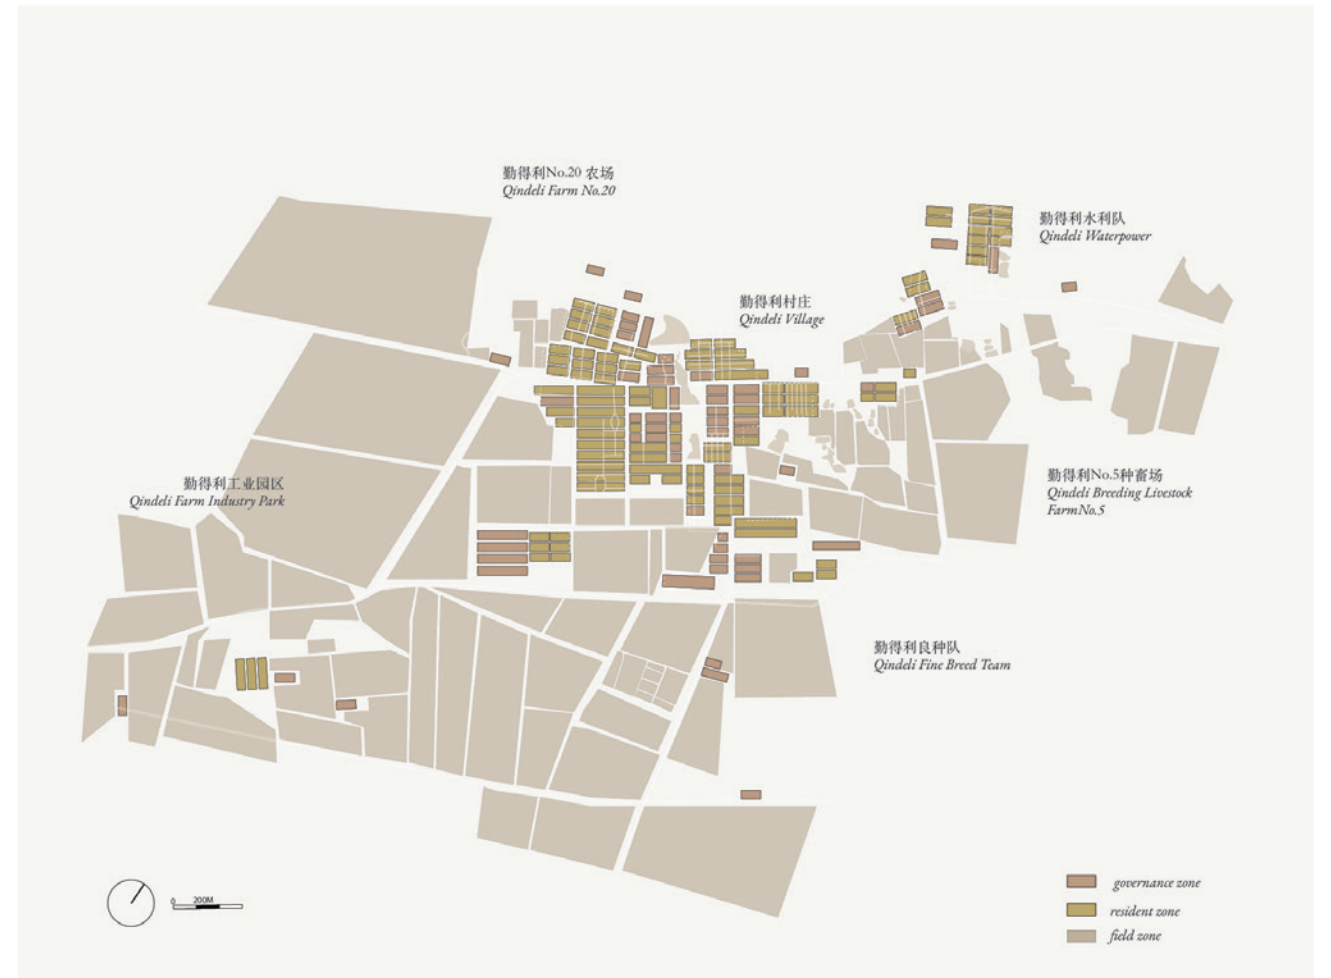 勤得利No.20 农场
Qindeli Farm No.20
勤得利水利队
Qindeli Waterpower
勤得利村庄
Qindeli Village
勤得利工业园区
Qindeli Farm Industry Park
勤得利No.5种畜场
Qindeli Breeding Livestock
FarmNo.5
勤得利良种队
Qindeli Fine Breed Team
0 200M
governance zone
resident zone
field zone